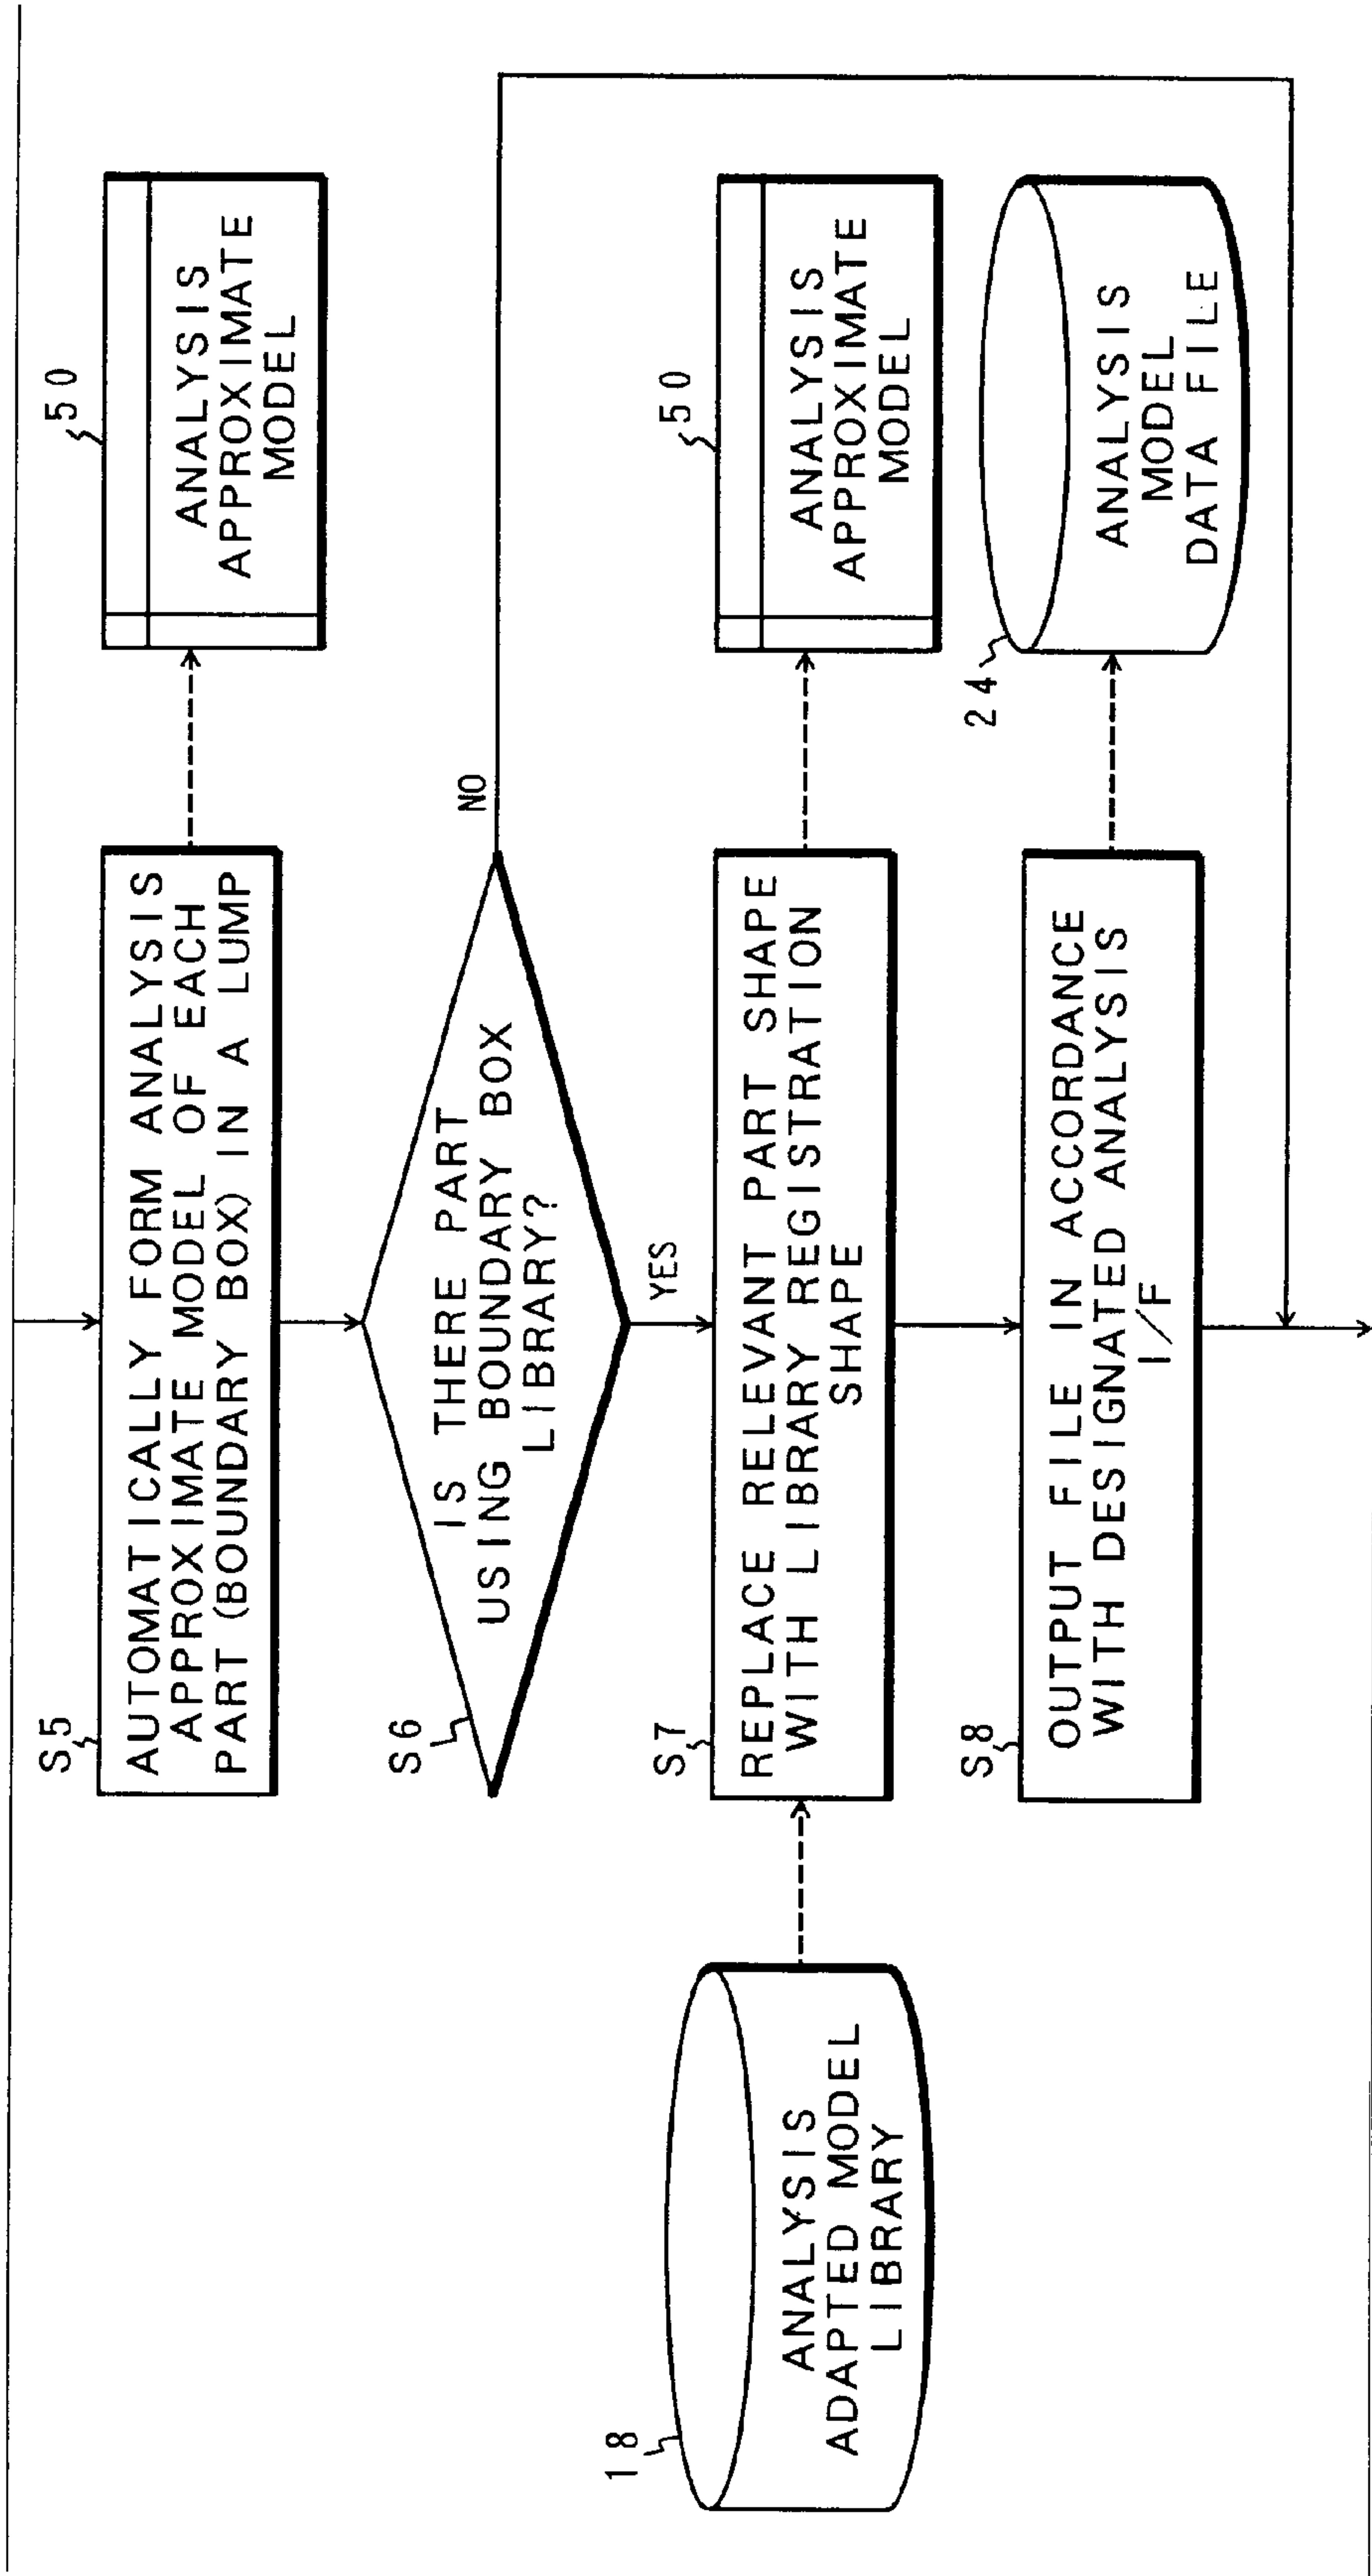 S5
AUTOMATICALLY FORM ANALYSIS
APPROXIMATE MODEL OF EACH
PART (BOUNDARY BOX) IN A LUMP
50
ANALYSIS
APPROXIMATE
MODEL
S6
IS THERE PART
USING BOUNDARY BOX
LIBRARY?
NO
YES
18
ANALYSIS
ADAPTED MODEL
LIBRARY
S7
REPLACE RELEVANT PART SHAPE
WITH LIBRARY REGISTRATION
SHAPE
50
ANALYSIS
APPROXIMATE
MODEL
S8
OUTPUT FILE IN ACCORDANCE
WITH DESIGNATED ANALYSIS
I/F
24
ANALYSIS
MODEL
DATA FILE